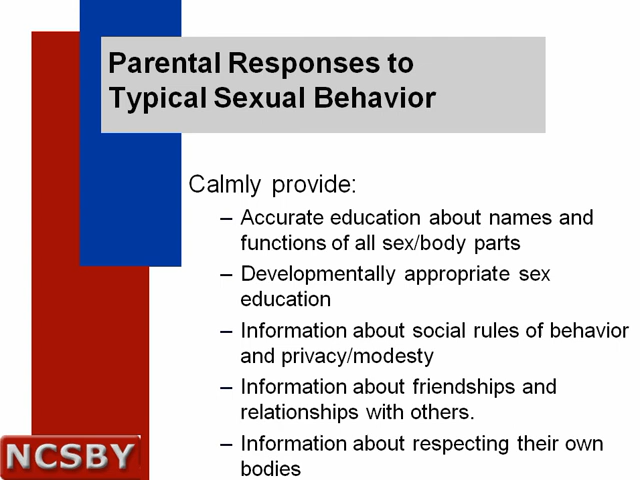 Parental Responses to
Typical Sexual Behavior
Calmly provide:
– Accurate education about names and
functions of all sex/body parts
– Developmentally appropriate sex
education
– Information about social rules of behavior
and privacy/modesty
– Information about friendships and
relationships with others.
– Information about respecting their own
bodies
NCSBY